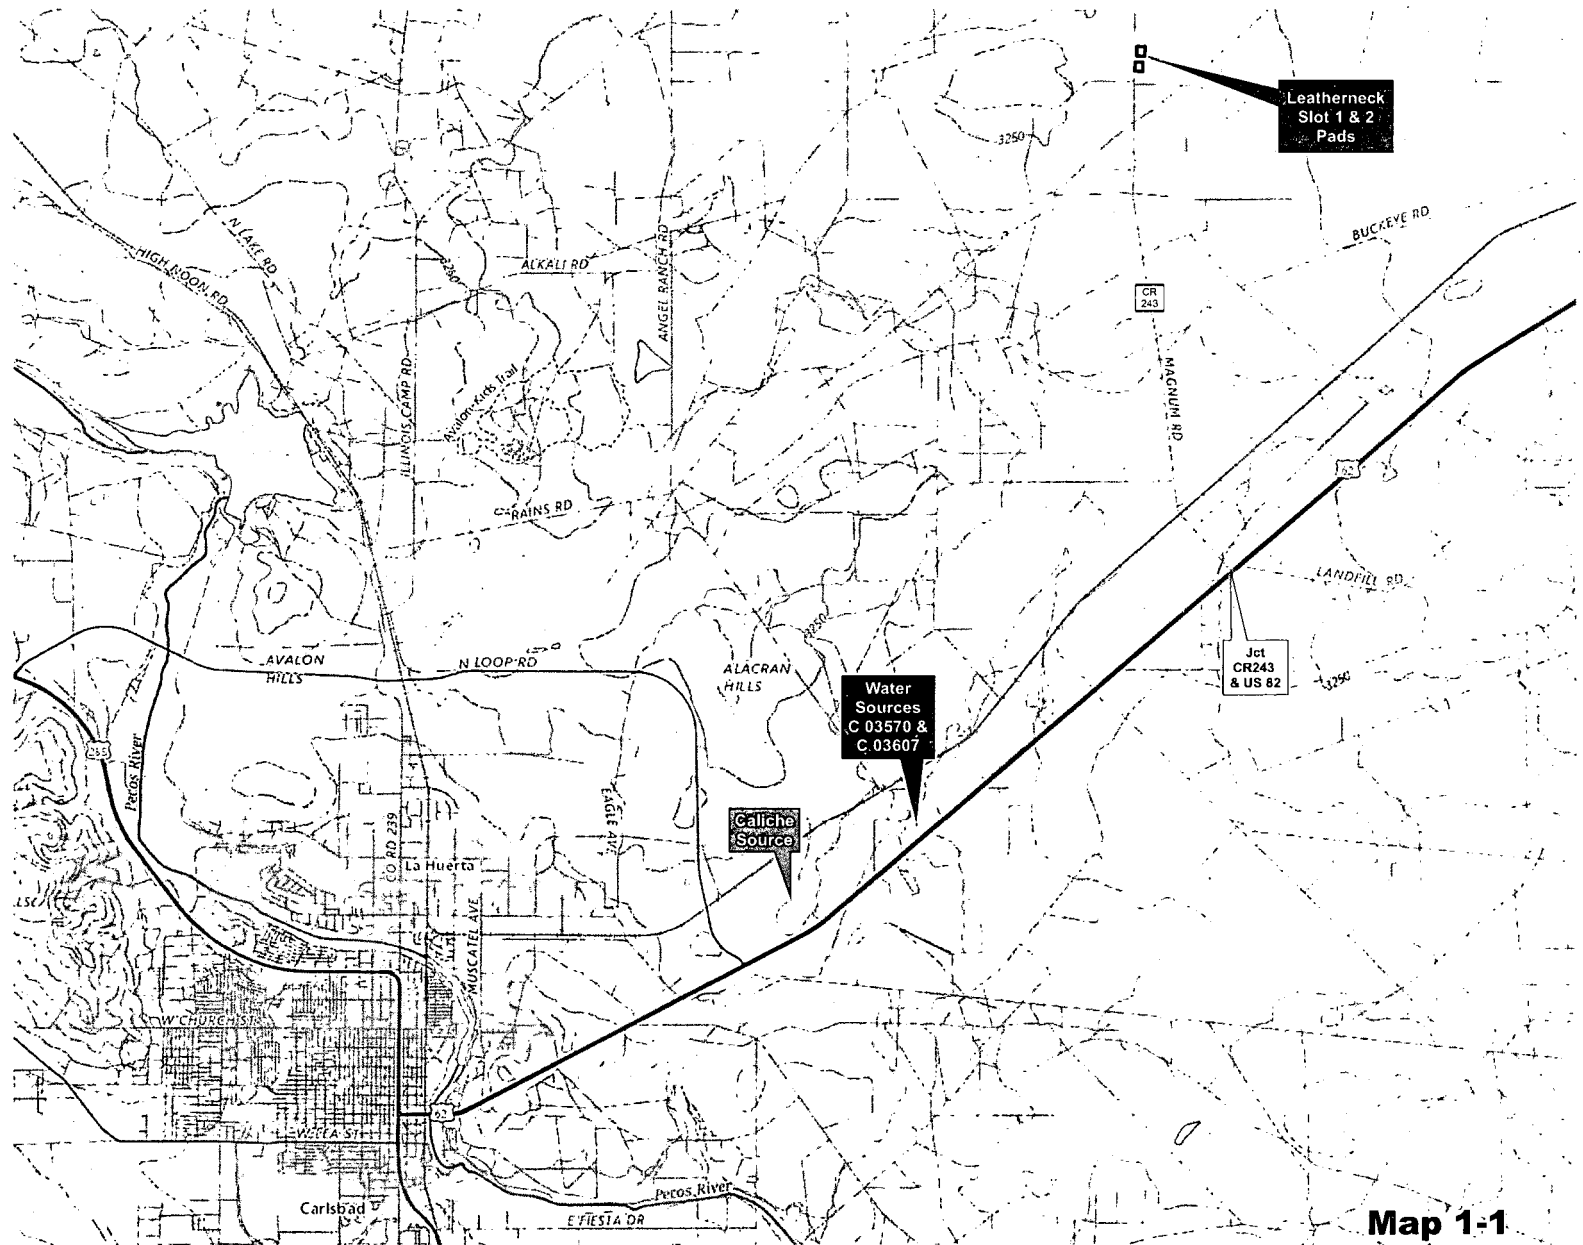 Leatherneck
Slot 1 & 2
Pads
3250
BUCKEYE RD
N LAKE RD
HIGH NOON RD
3250
ALKALI RD
ANGEL RANCH RD
CR
243
MAGNUM RD
ILLINOIS CAMP RD
Avalon Kids Trail
RAINS RD
62
LANDFILL RD
3250
AVALON
HILLS
N LOOP RD
ALACRAN
HILLS
Jct
CR243
& US 82
3250
Water
Sources
C 03570 &
C 03607
285
Pecos River
EAGLE AVE
Caliche
Source
CO RD 239
La Huerta
MUSCATEL AVE
W CHURCH ST
62
W LEA ST
Pecos River
Carlsbad
E FIESTA DR
Map 1-1